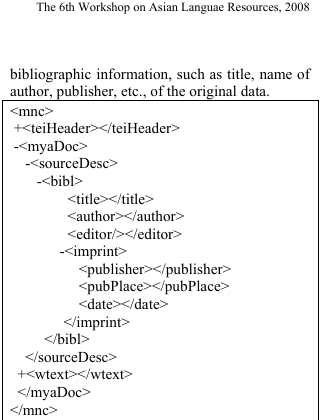 The 6th Workshop on Asian Languae Resources, 2008
bibliographic information, such as title, name of
author, publisher, etc., of the original data.
<mnc>
+<teiHeader></teiHeader>
-<myaDoc>
-<sourceDesc>
-<bibl>
<title></title>
<author></author>
<editor/></editor>
-<imprint>
<publisher></publisher>
<pubPlace></pubPlace>
<date></date>
</imprint>
</bibl>
</sourceDesc>
+<wtext></wtext>
</myaDoc>
</mnc>